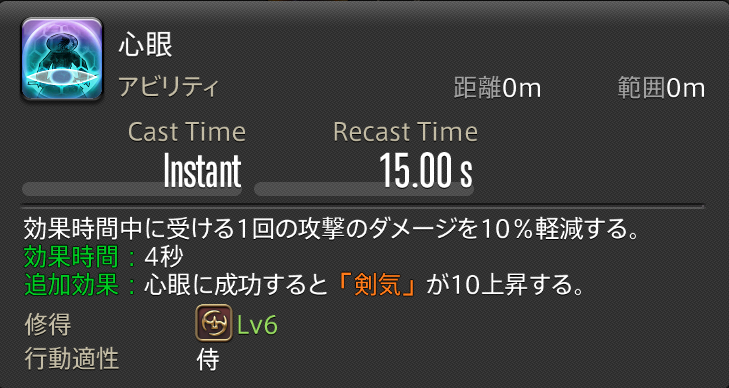 心眼
アビリティ 距離0m 範囲0m
Cast Time Recast Time
Instant 15.00 s
効果時間中に受ける1回の攻撃のダメージを10%軽減する。
効果時間：4秒
追加効果：心眼に成功すると「剣気」が10上昇する。
修得 Lv6
行動適性 侍